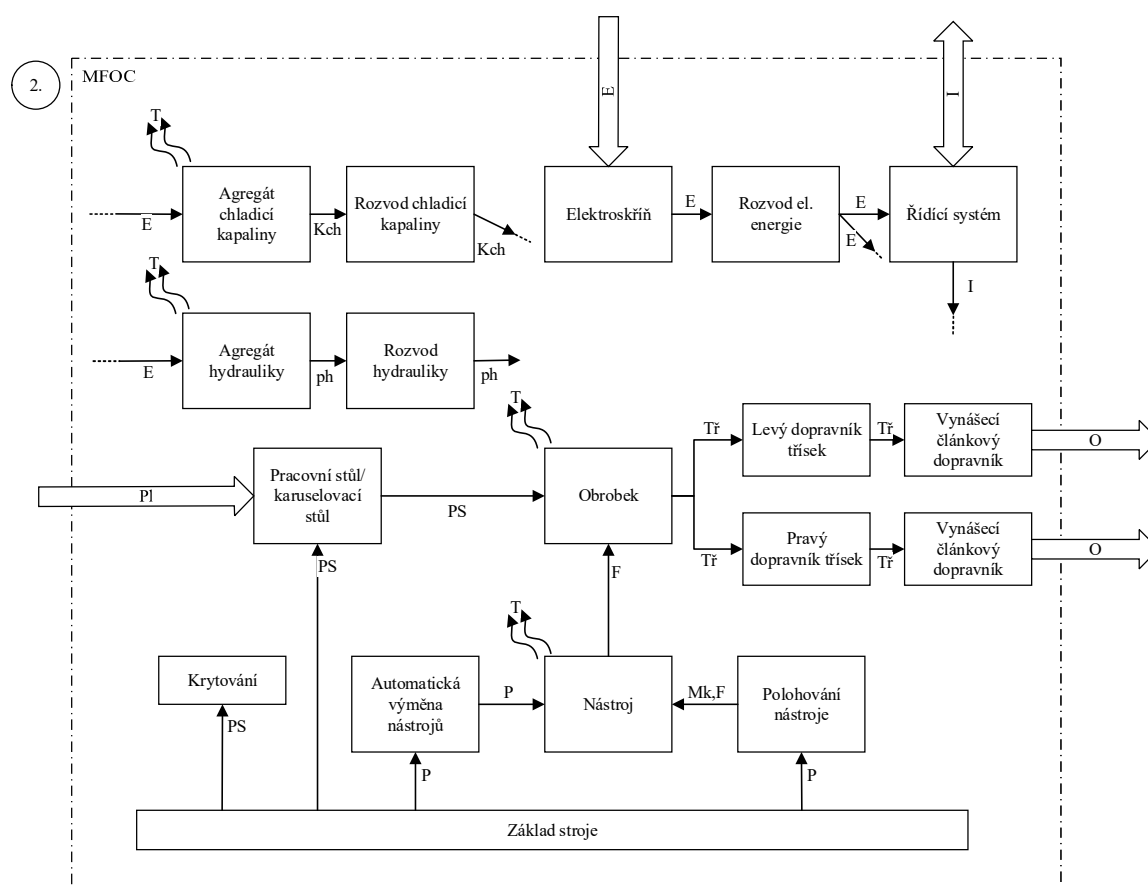 2.
MFOC
E
I
T
Agregát
chladicí
kapaliny
Rozvod chladicí
kapaliny
Elektroskříň
Rozvod el.
energie
Řídící systém
E
Kch
Kch
E
E
E
I
T
Agregát
hydrauliky
Rozvod
hydrauliky
E
ph
ph
T
Pl
Pracovní stůl/
karuselovací
stůl
PS
Obrobek
Tř
Levý dopravník
třísek
Tř
Vynášecí
článkový
dopravník
O
Tř
Pravý
dopravník třísek
Tř
Vynášecí
článkový
dopravník
O
PS
F
T
Krytování
PS
Automatická
výměna
nástrojů
P
Nástroj
Mk,F
Polohování
nástroje
P
P
Základ stroje